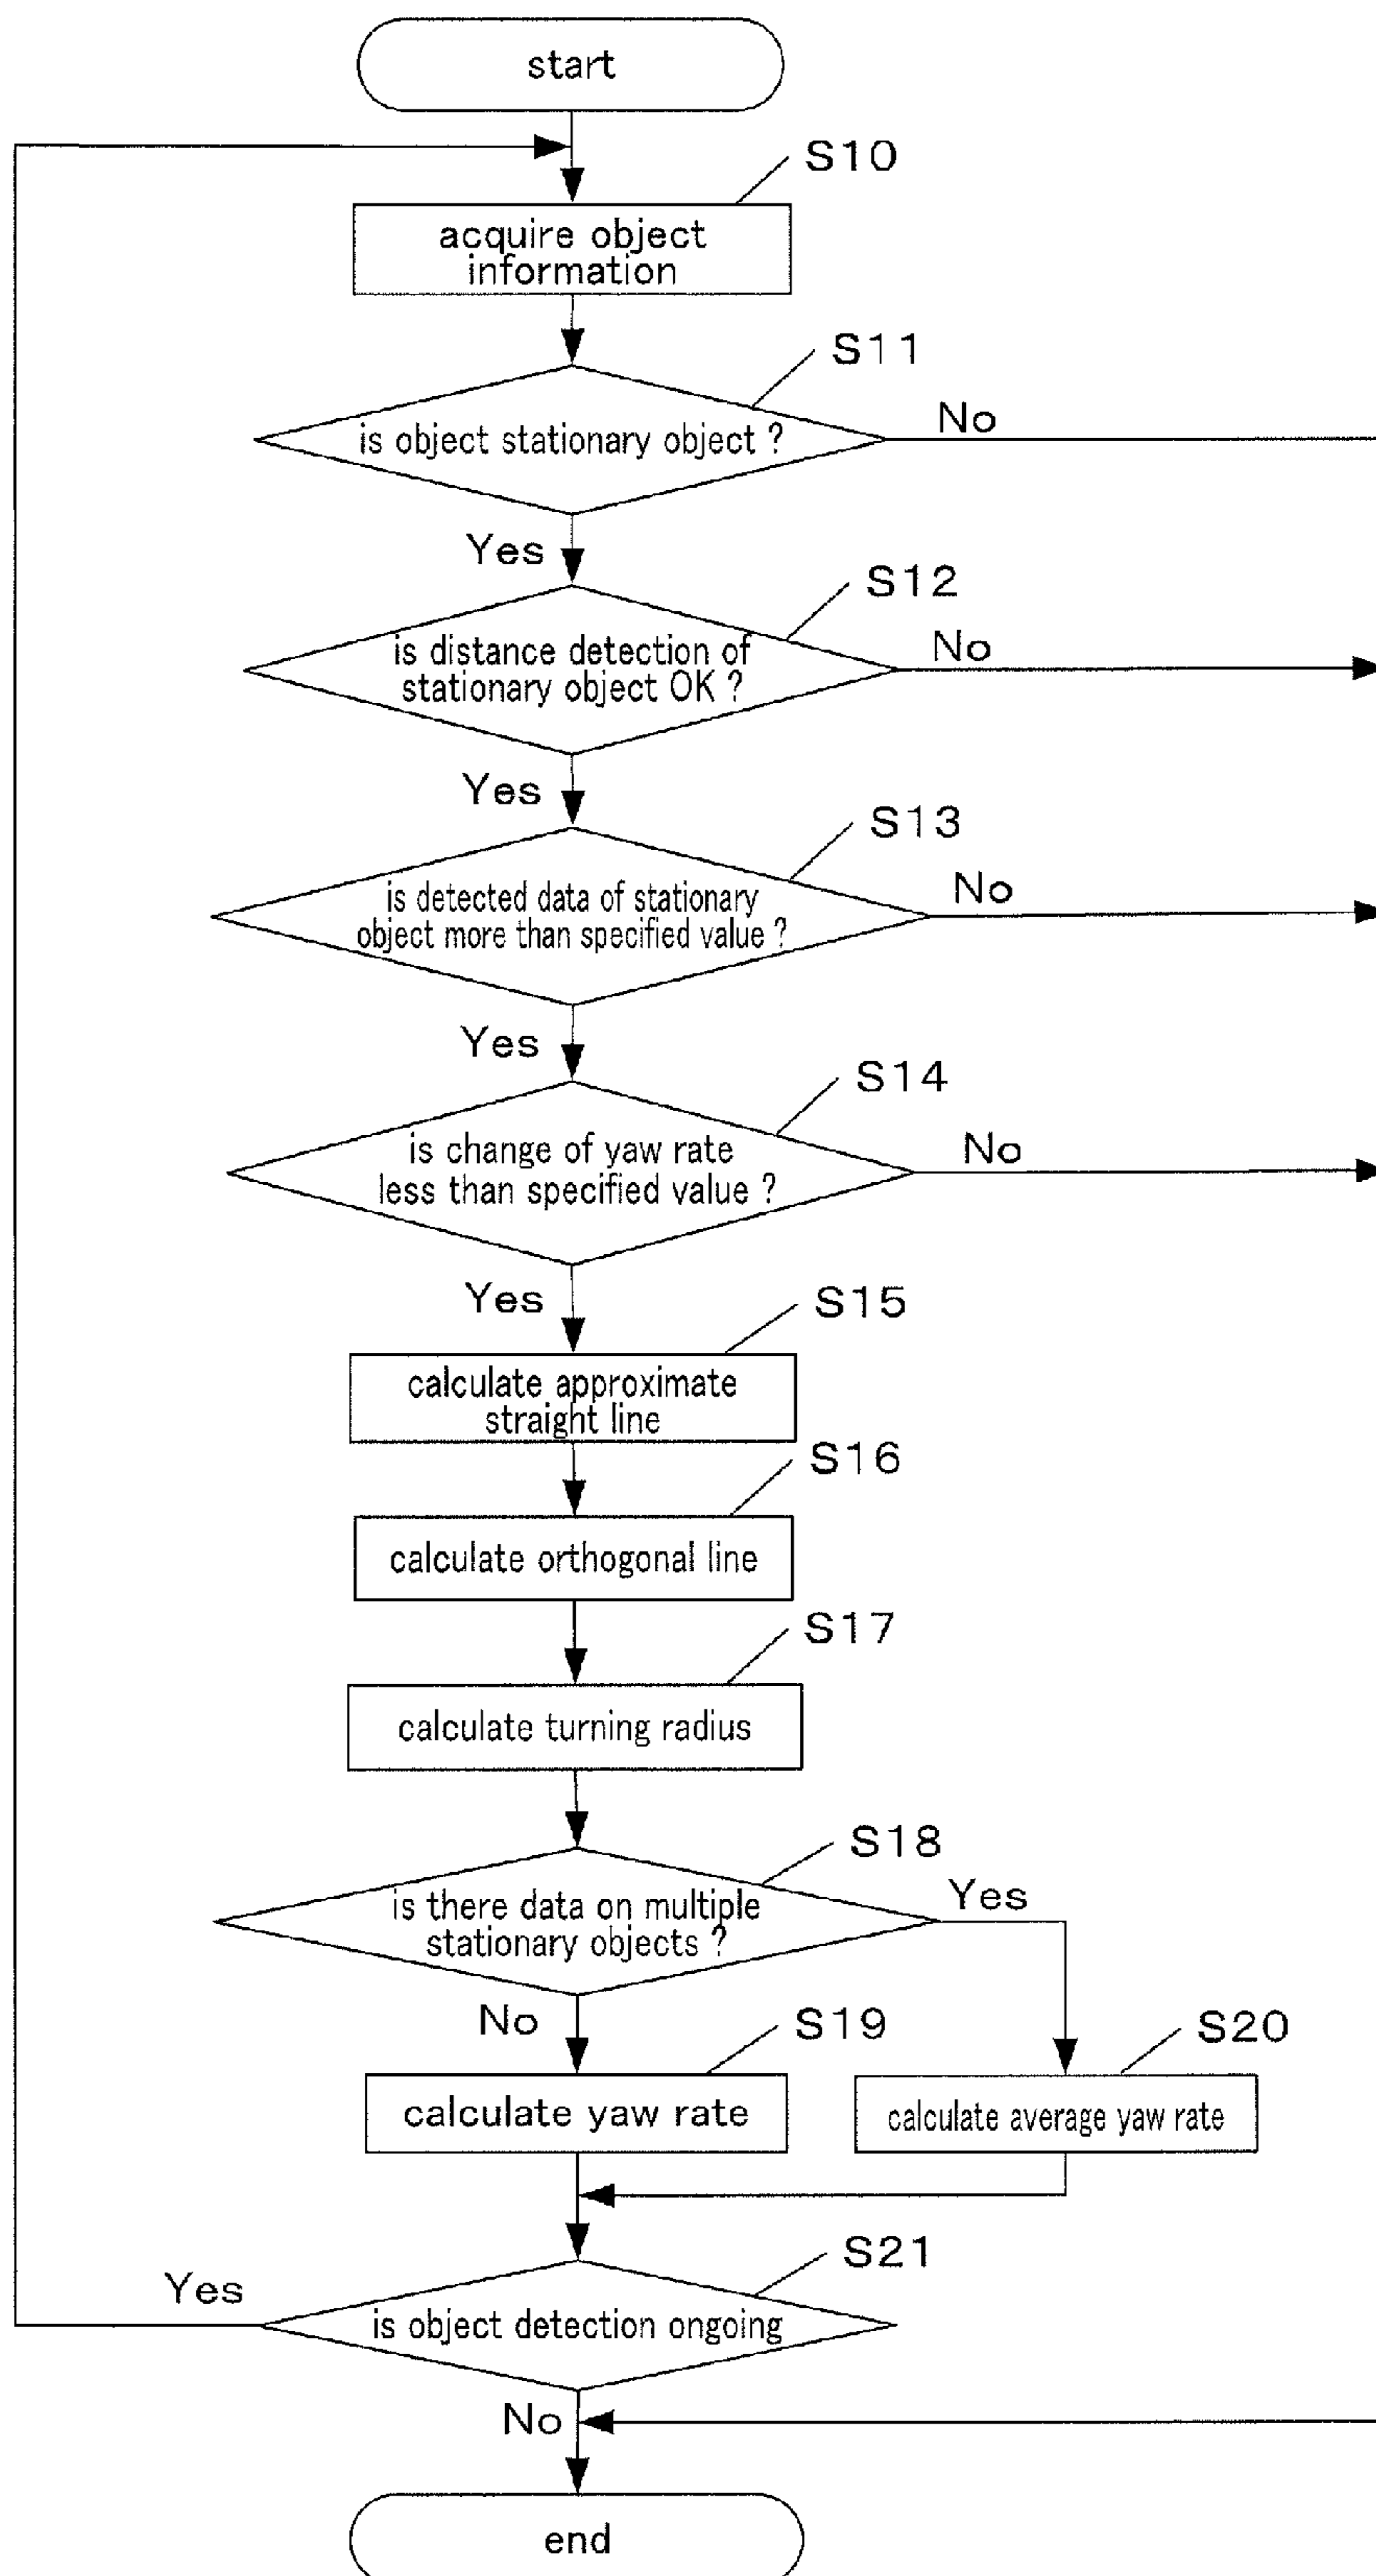 start
S10
acquire object
information
S11
is object stationary object ?
No
Yes
S12
is distance detection of
stationary object OK ?
No
Yes
S13
is detected data of stationary
object more than specified value ?
No
Yes
S14
is change of yaw rate
less than specified value ?
No
Yes
S15
calculate approximate
straight line
S16
calculate orthogonal line
S17
calculate turning radius
S18
is there data on multiple
stationary objects ?
Yes
No
S19
calculate yaw rate
S20
calculate average yaw rate
S21
is object detection ongoing
Yes
No
end